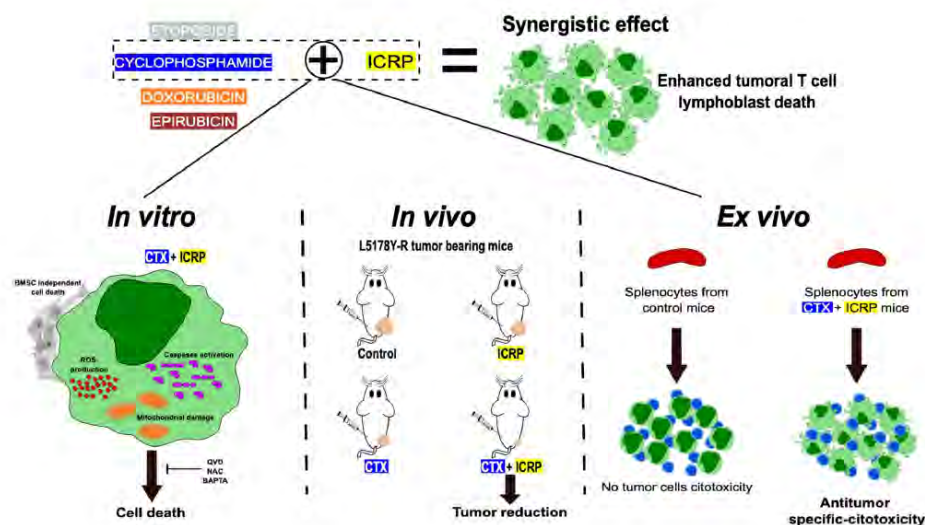 ETOPOSIDE
CYCLOPHOSPHAMIDE + ICRP =
DOXORUBICIN
EPIRUBICIN
Synergistic effect
Enhanced tumoral T cell
lymphoblast death
In vitro
CTX + ICRP
BMSC independent
cell death
ROS
production
Caspases activation
Mitochondrial damage
QVD
NAC
BAPTA
Cell death
In vivo
L5178Y-R tumor bearing mice
Control
ICRP
CTX
CTX + ICRP
Tumor reduction
Ex vivo
Splenocytes from
control mice
No tumor cells citotoxicity
Splenocytes from
CTX + ICRP mice
Antitumor
specific-citotoxicity